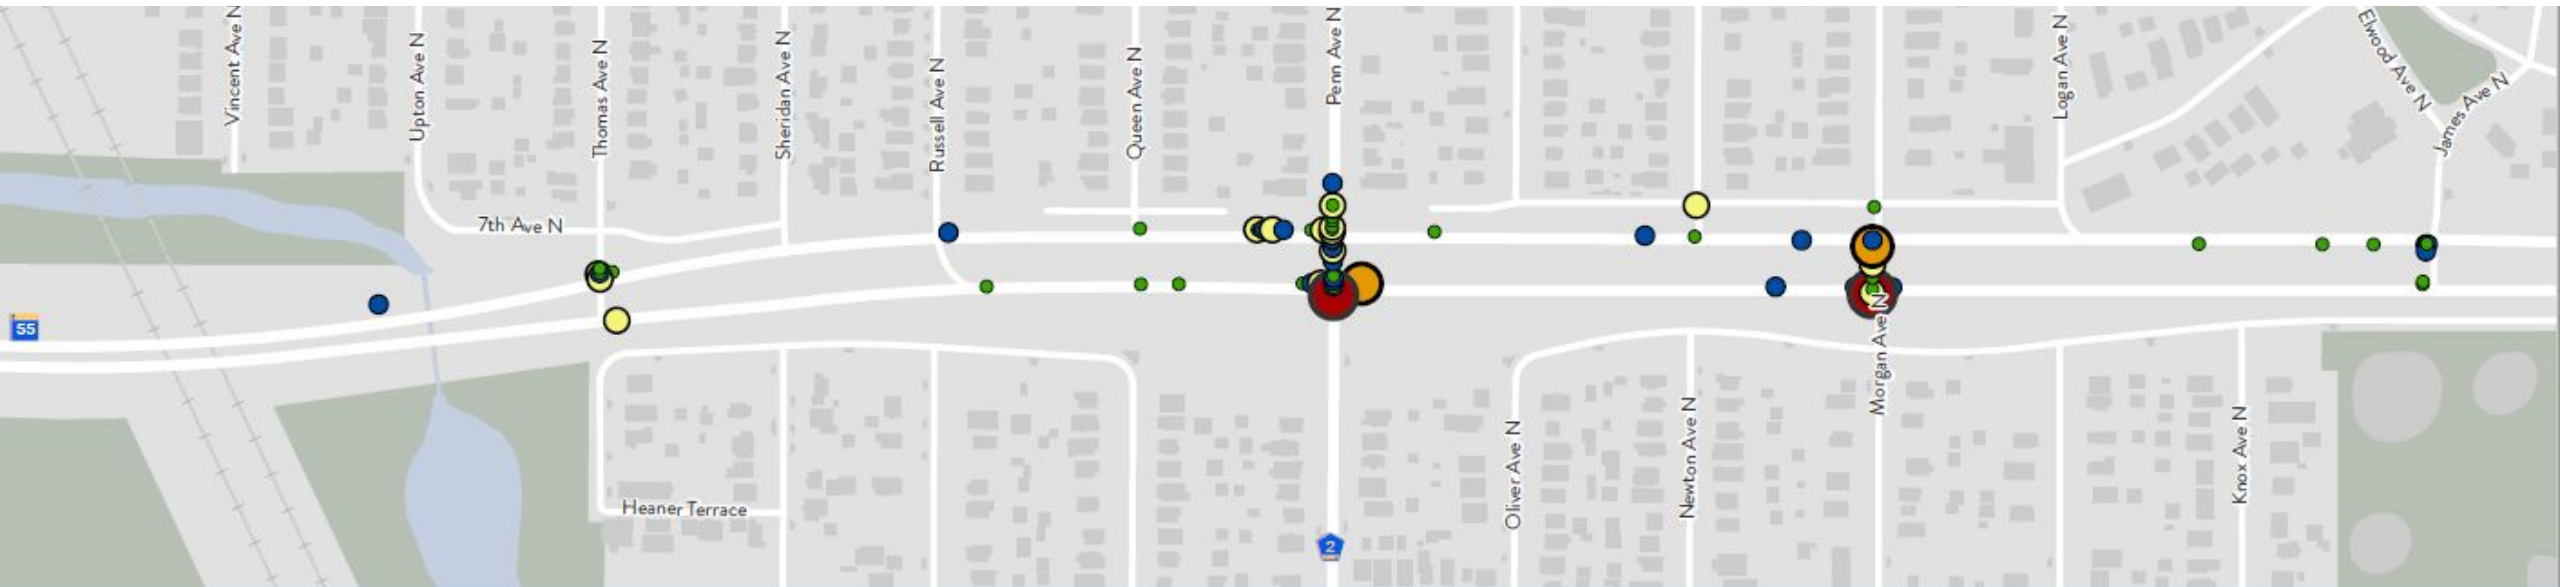 Vincent Ave N
Upton Ave N
Thomas Ave N
Sheridan Ave N
Russell Ave N
Queen Ave N
Penn Ave N
Logan Ave N
Elwood Ave N
James Ave N
7th Ave N
55
Morgan Ave N
Heaner Terrace
Oliver Ave N
Newton Ave N
Knox Ave N
2